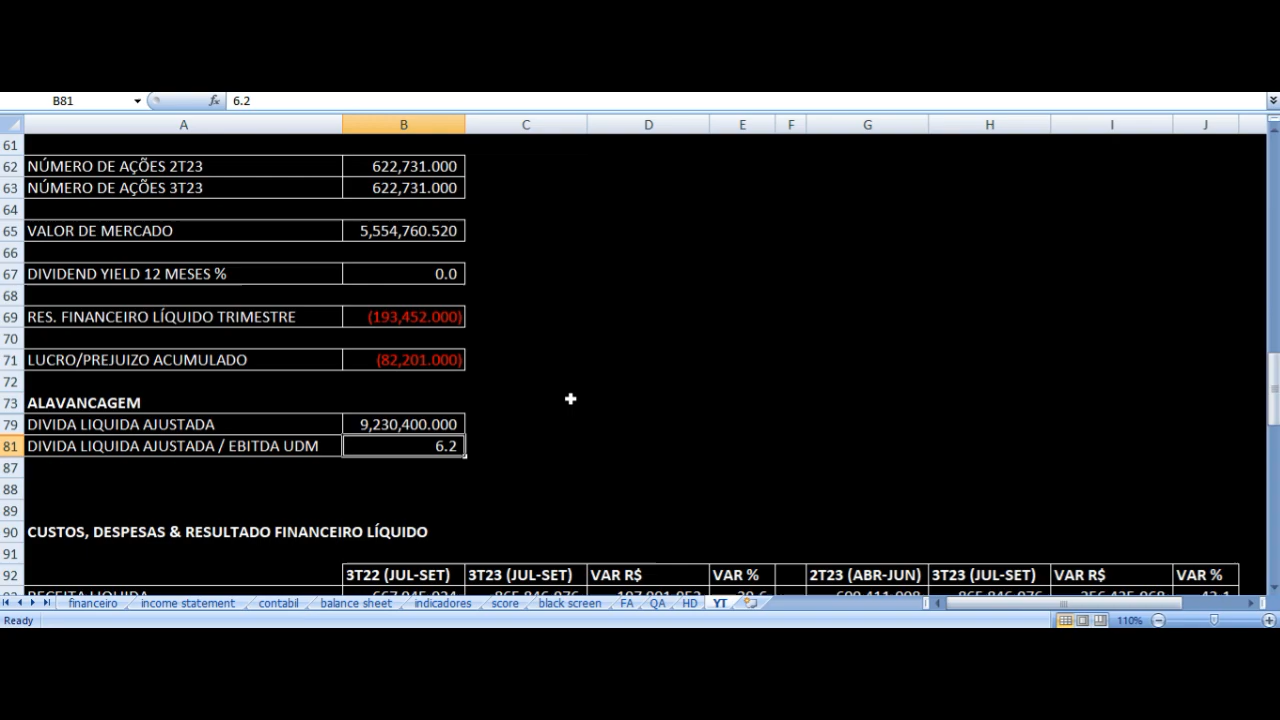 B81 fx 6.2
A B C D E F G H I J
61
62 NÚMERO DE AÇÕES 2T23 622,731.000
63 NÚMERO DE AÇÕES 3T23 622,731.000
64
65 VALOR DE MERCADO 5,554,760.520
66
67 DIVIDEND YIELD 12 MESES % 0.0
68
69 RES. FINANCEIRO LÍQUIDO TRIMESTRE (193,452.000)
70
71 LUCRO/PREJUIZO ACUMULADO (82,201.000)
72
73 ALAVANCAGEM
79 DIVIDA LIQUIDA AJUSTADA 9,230,400.000
81 DIVIDA LIQUIDA AJUSTADA / EBITDA UDM 6.2
87
88
89
90 CUSTOS, DESPESAS & RESULTADO FINANCEIRO LÍQUIDO
91
92 3T22 (JUL-SET) 3T23 (JUL-SET) VAR R$ VAR % 2T23 (ABR-JUN) 3T23 (JUL-SET) VAR R$ VAR %
financeiro income statement contabil balance sheet indicadores score black screen FA QA HD YT
Ready 110%